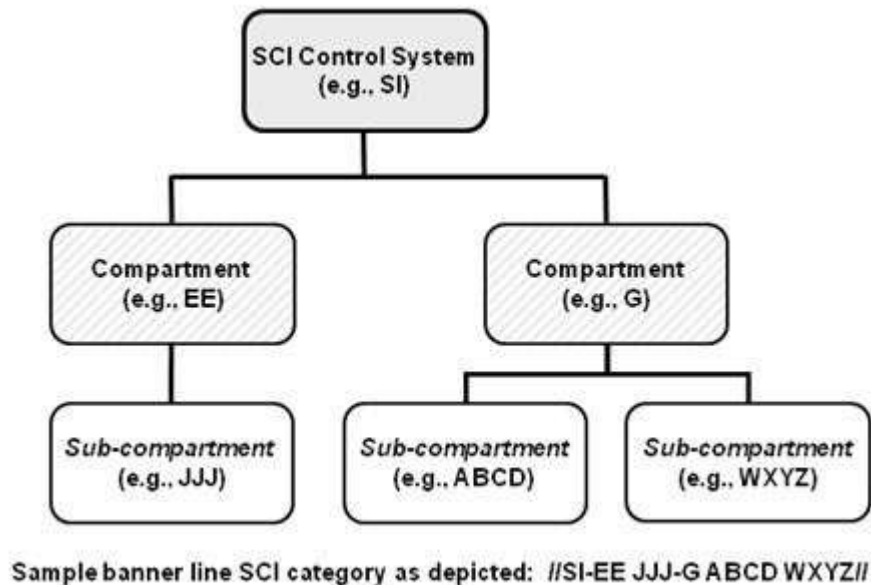 SCI Control System
(e.g., SI)
Compartment
(e.g., EE)
Compartment
(e.g., G)
Sub-compartment
(e.g., JJJ)
Sub-compartment
(e.g., ABCD)
Sub-compartment
(e.g., WXYZ)
Sample banner line SCI category as depicted: //SI-EE JJJ-G ABCD WXYZ//